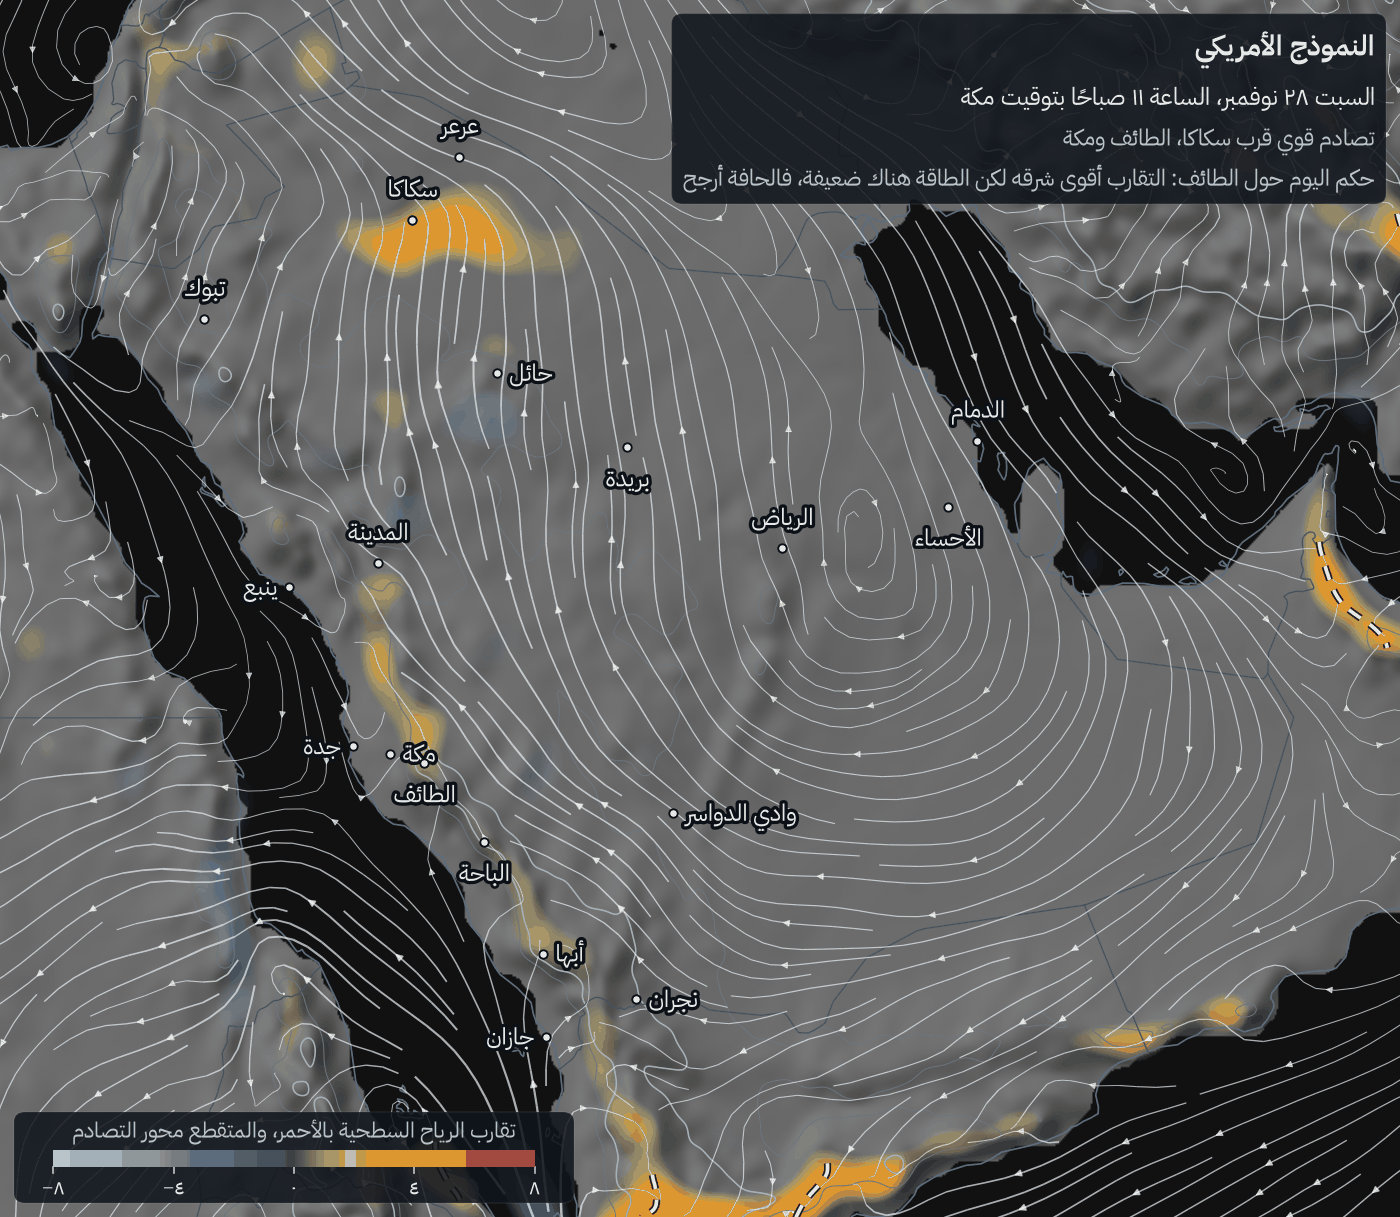 النموذج الأمريكي
السبت ٢٨ نوفمبر، الساعة ١١ صباحًا بتوقيت مكة
تصادم قوي قرب سكاكا، الطائف ومكة
حكم اليوم حول الطائف: التقارب أقوى شرقه لكن الطاقة هناك ضعيفة، فالحافة أرجح
عرعر
سكاكا
تبوك
حائل
الدمام
بريدة
الرياض
الأحساء
المدينة
ينبع
جدة
مكة
الطائف
وادي الدواسر
الباحة
أبها
نجران
جازان
تقارب الرياح السطحية بالأحمر، والمتقطع محور التصادم
−٨ −٤ ٠ ٤ ٨